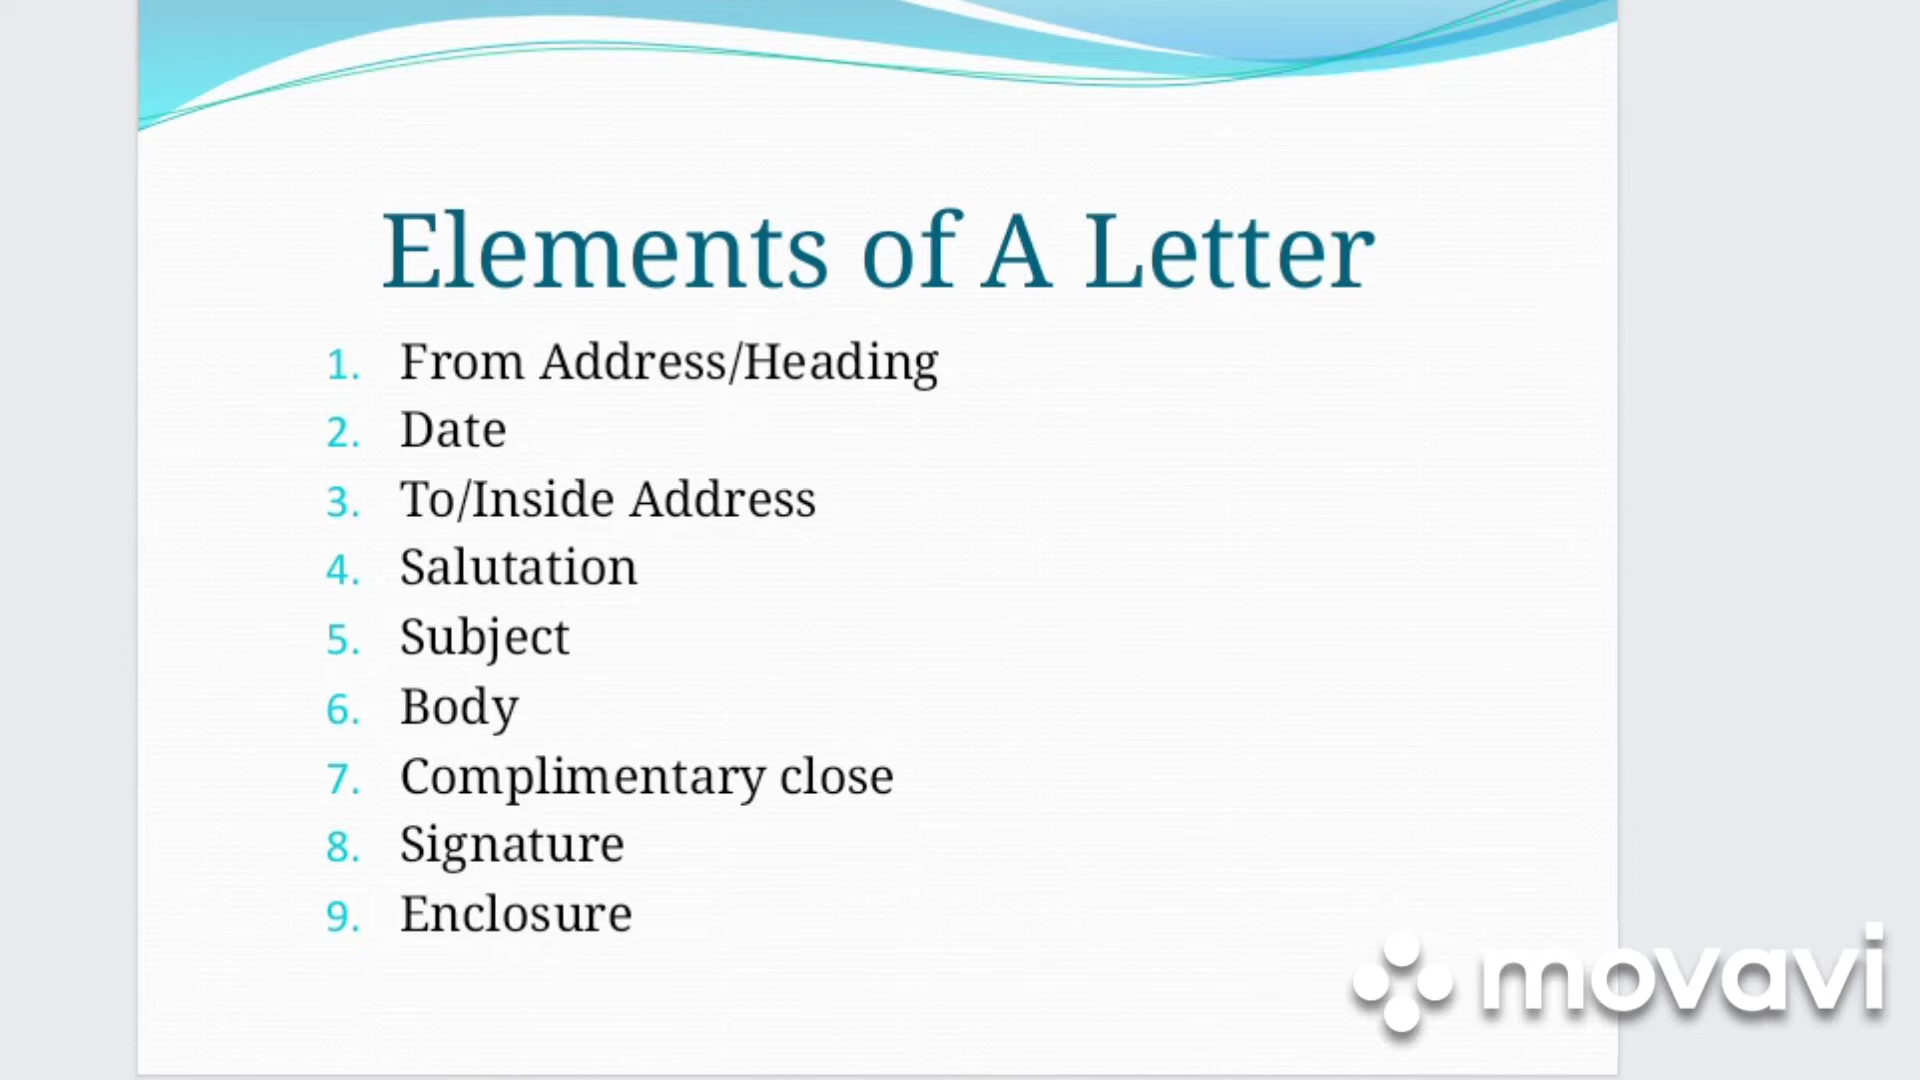 Elements of A Letter
1. From Address/Heading
2. Date
3. To/Inside Address
4. Salutation
5. Subject
6. Body
7. Complimentary close
8. Signature
9. Enclosure
movavi